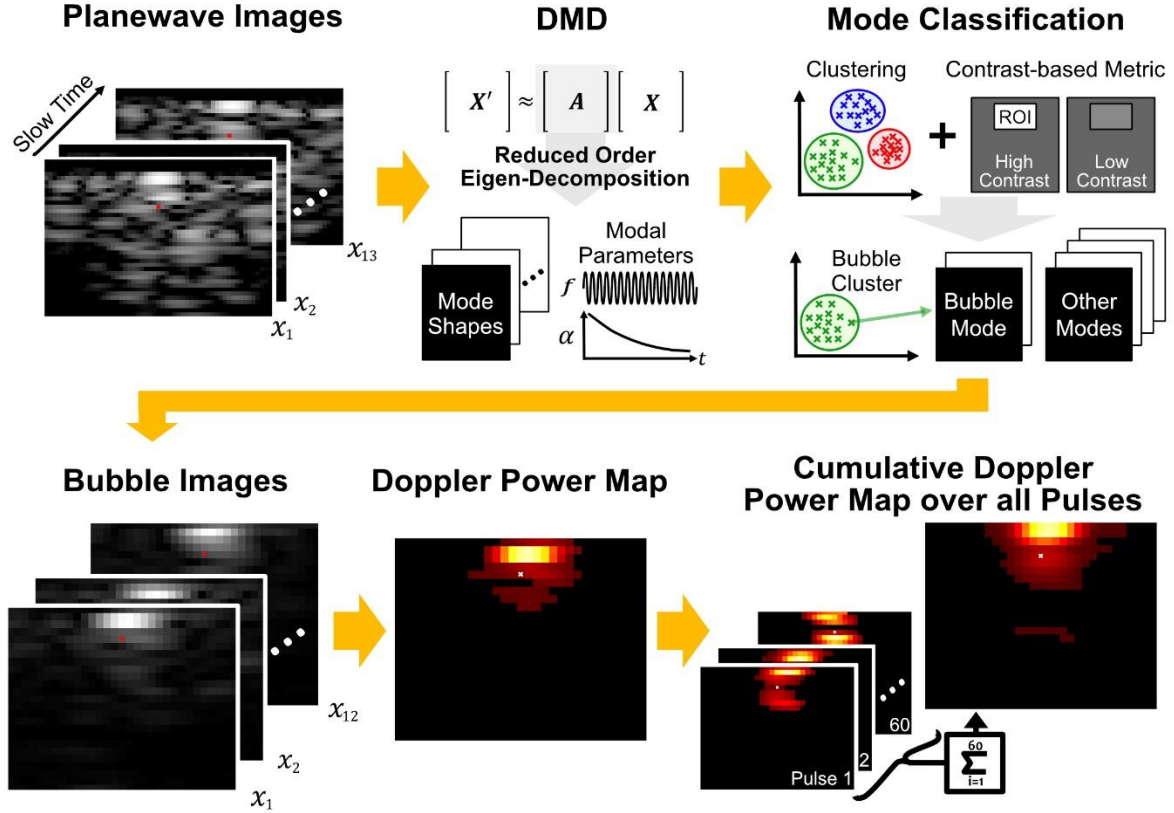 Planewave Images
Slow Time
x₁
x₂
x₁₃
DMD
[ X′ ] ≈ [ A ] [ X ]
Reduced Order
Eigen-Decomposition
Mode
Shapes
Modal
Parameters
f
α
t
Mode Classification
Clustering
+
Contrast-based Metric
ROI
High
Contrast
Low
Contrast
Bubble
Cluster
Bubble
Mode
Other
Modes
Bubble Images
x₁
x₂
x₁₂
Doppler Power Map
Cumulative Doppler
Power Map over all Pulses
Pulse 1
2
60
60
Σ
i=1